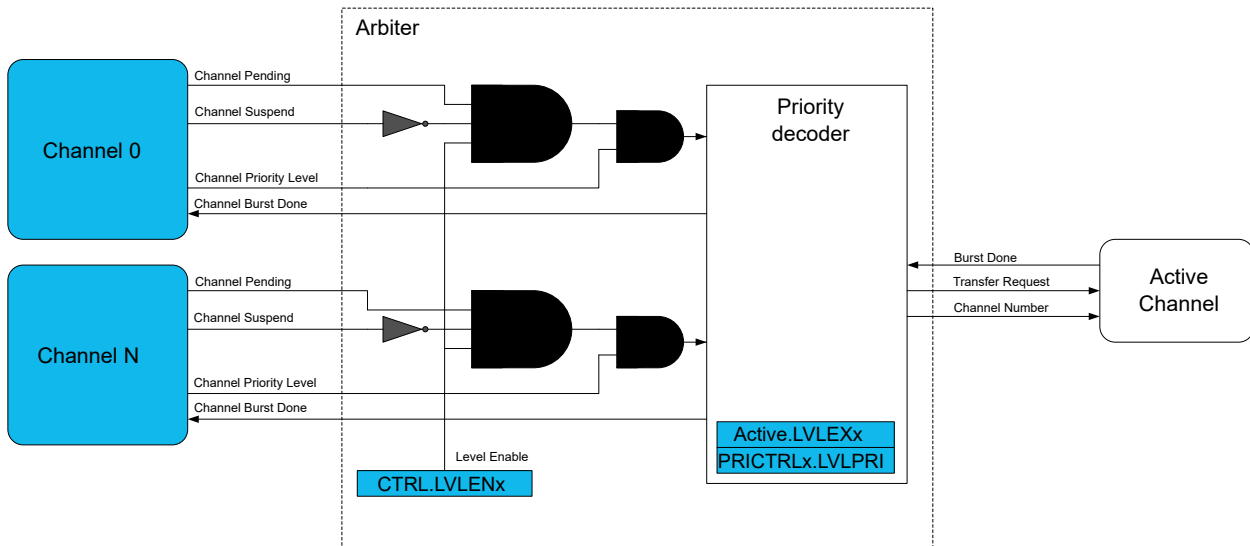 Arbiter
Channel Pending
Channel Suspend
Channel 0
Channel Priority Level
Channel Burst Done
Priority
decoder
Burst Done
Transfer Request
Channel Number
Active
Channel
Channel Pending
Channel Suspend
Channel N
Channel Priority Level
Channel Burst Done
Level Enable
CTRL.LVLENx
Active.LVLEXx
PRICTRLx.LVLPRI